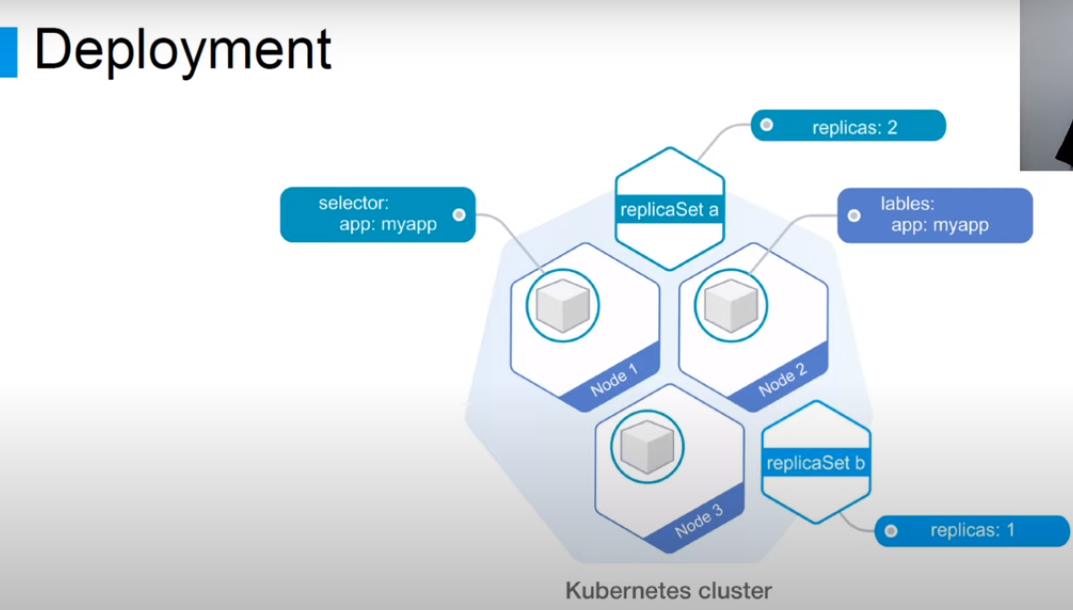 Deployment
replicas: 2
selector:
app: myapp
replicaSet a
lables:
app: myapp
Node 1
Node 2
replicaSet b
Node 3
replicas: 1
Kubernetes cluster